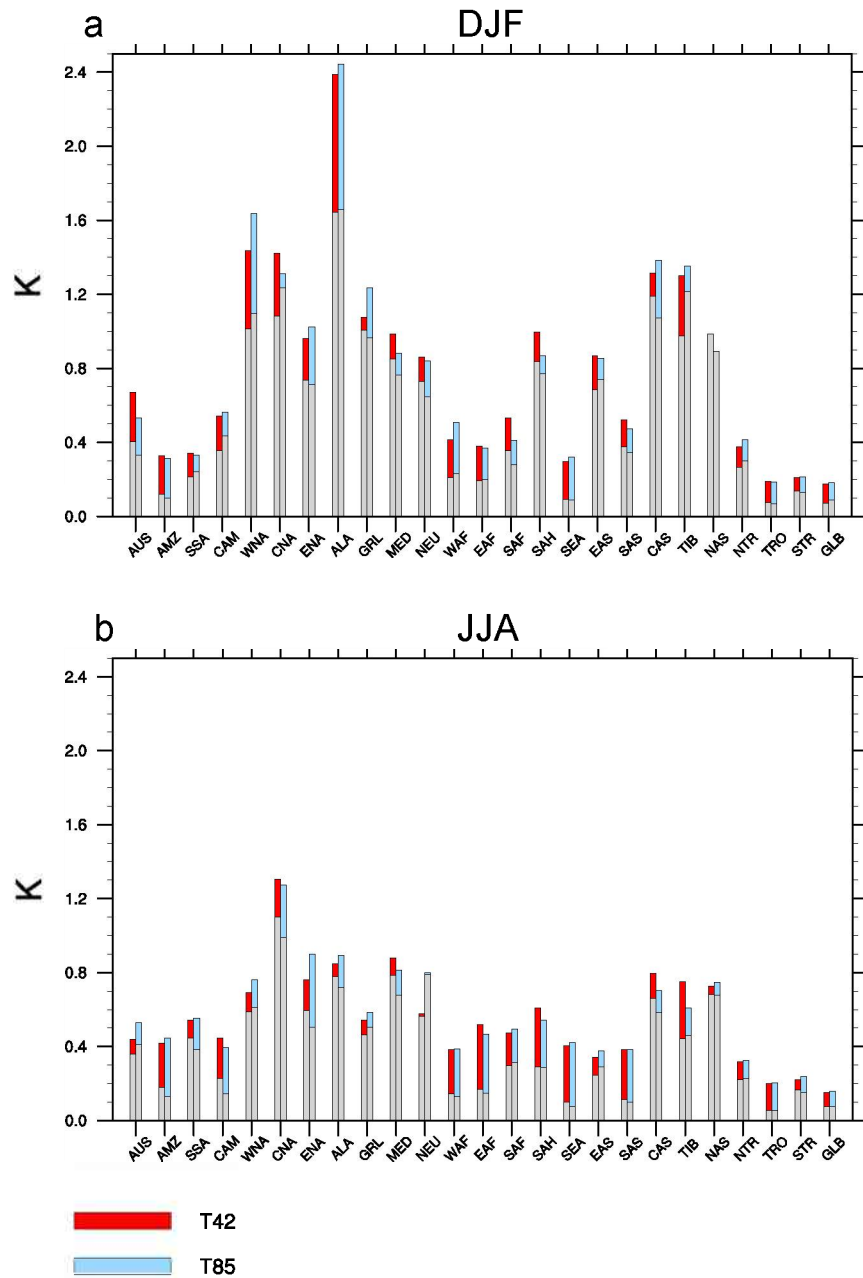 a DJF
K
2.4
2.0
1.6
1.2
0.8
0.4
0.0
AUS AMZ SSA CAM WNA CNA ENA ALA GRL MED NEU WAF EAF SAF SAH SEA EAS SAS CAS TIB NAS NTR TRO STR GLB
b JJA
K
2.4
2.0
1.6
1.2
0.8
0.4
0.0
AUS AMZ SSA CAM WNA CNA ENA ALA GRL MED NEU WAF EAF SAF SAH SEA EAS SAS CAS TIB NAS NTR TRO STR GLB
T42
T85